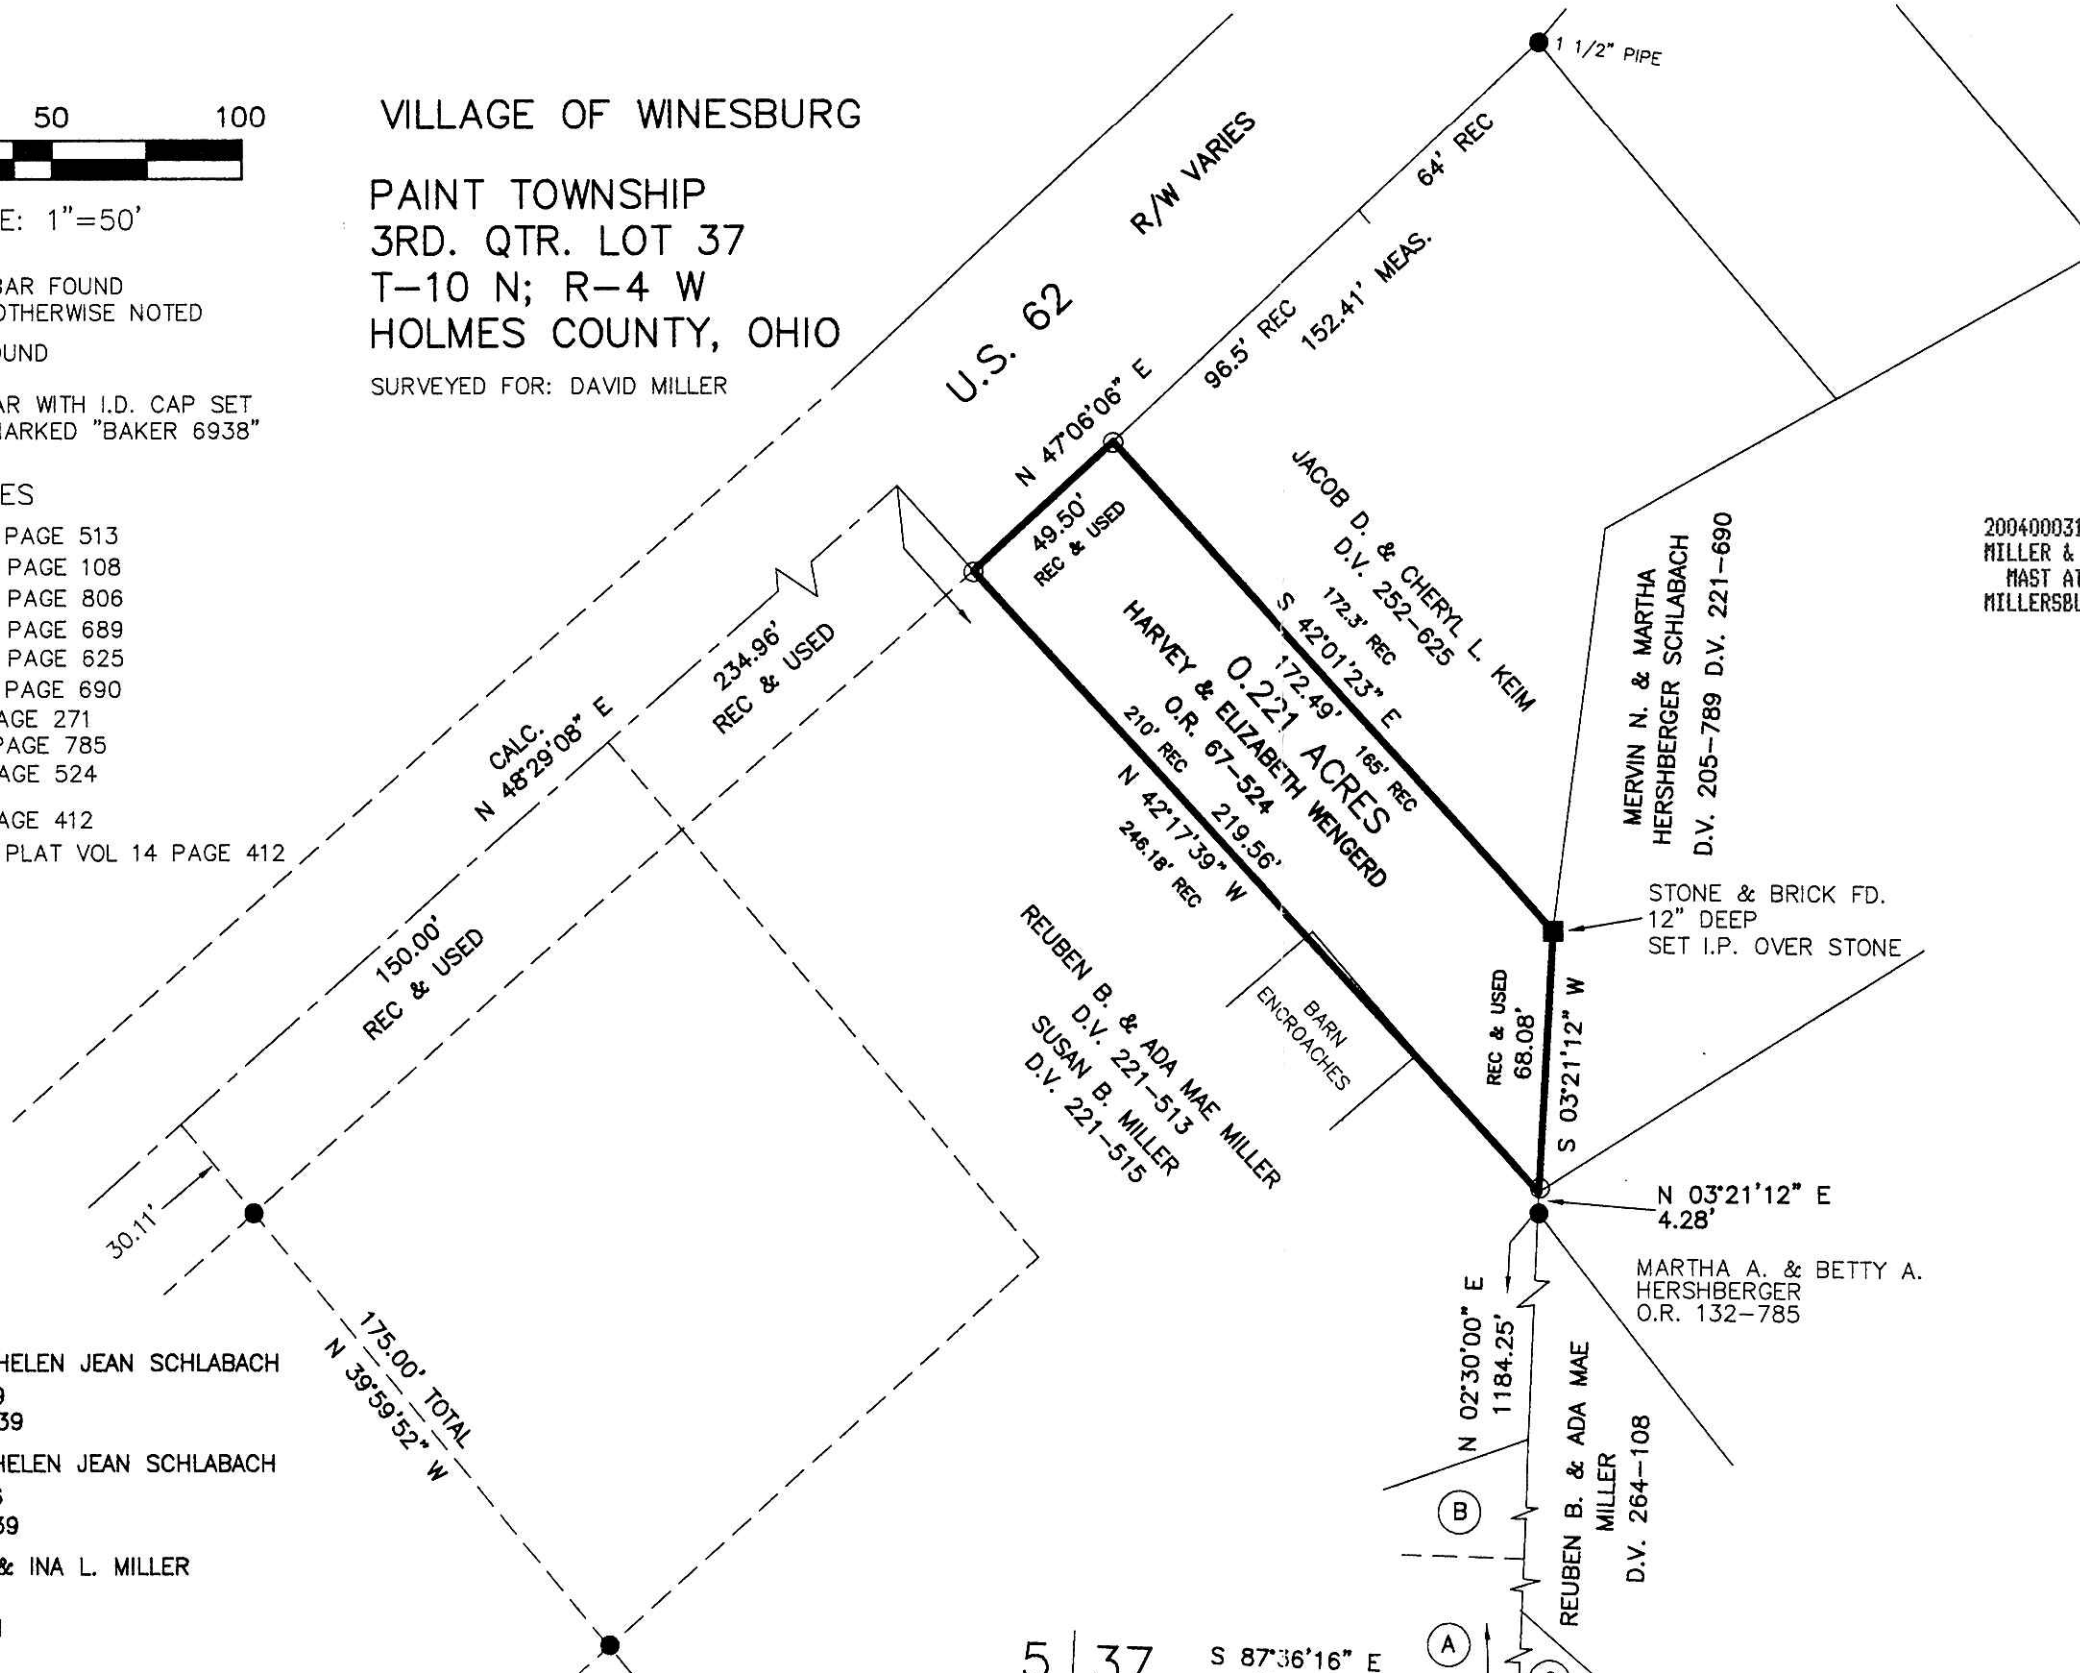 50 100
E: 1"=50'
BAR FOUND
OTHERWISE NOTED
OUND
AR WITH I.D. CAP SET
MARKED "BAKER 6938"
ES
PAGE 513
PAGE 108
PAGE 806
PAGE 689
PAGE 625
PAGE 690
AGE 271
PAGE 785
AGE 524
AGE 412
PLAT VOL 14 PAGE 412
VILLAGE OF WINESBURG
PAINT TOWNSHIP
3RD. QTR. LOT 37
T-10 N; R-4 W
HOLMES COUNTY, OHIO
SURVEYED FOR: DAVID MILLER
U.S. 62
R/W VARIES
1 1/2" PIPE
64' REC
96.5' REC
152.41' MEAS.
N 47°06'06" E
49.50'
REC & USED
JACOB D. & CHERYL L. KEIM
D.V. 252-625
172.3' REC
S 42°01'23" E
172.49'
165' REC
0.221 ACRES
HARVEY & ELIZABETH WENGERD
O.R. 67-524
210' REC
219.56'
N 42°17'39" W
246.18' REC
MERVIN N. & MARTHA
HERSHBERGER SCHLABACH
D.V. 205-789 D.V. 221-690
200400031
MILLER &
MAST AT
MILLERSBU
STONE & BRICK FD.
12" DEEP
SET I.P. OVER STONE
REC & USED
68.08'
S 03°21'12" W
N 03°21'12" E
4.28'
MARTHA A. & BETTY A.
HERSHBERGER
O.R. 132-785
BARN
ENCROACHES
REUBEN B. & ADA MAE MILLER
D.V. 221-513
SUSAN B. MILLER
D.V. 221-515
CALC.
N 48°29'08" E
234.96'
REC & USED
150.00'
REC & USED
30.11'
175.00' TOTAL
N 39°59'52" W
N 02°30'00" E
1184.25'
REUBEN B. & ADA MAE
MILLER
D.V. 264-108
B
A
HELEN JEAN SCHLABACH
9
39
HELEN JEAN SCHLABACH
39
& INA L. MILLER
5 37
S 87°36'16" E